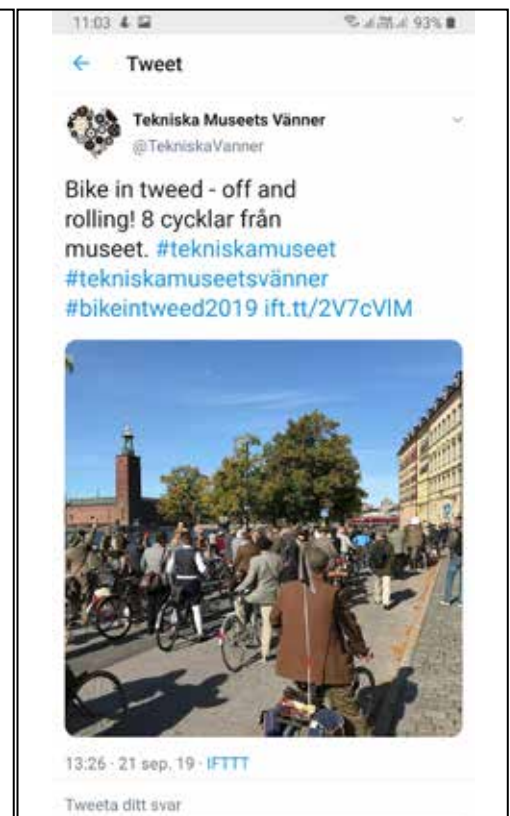 11:03 93%
Tweet
Tekniska Museets Vänner
@TekniskaVanner
Bike in tweed - off and
rolling! 8 cycklar från
museet. #tekniskamuseet
#tekniskamuseetsvänner
#bikeintweed2019 ift.tt/2V7cVlM
13:26 · 21 sep. 19 · IFTTT
Tweeta ditt svar